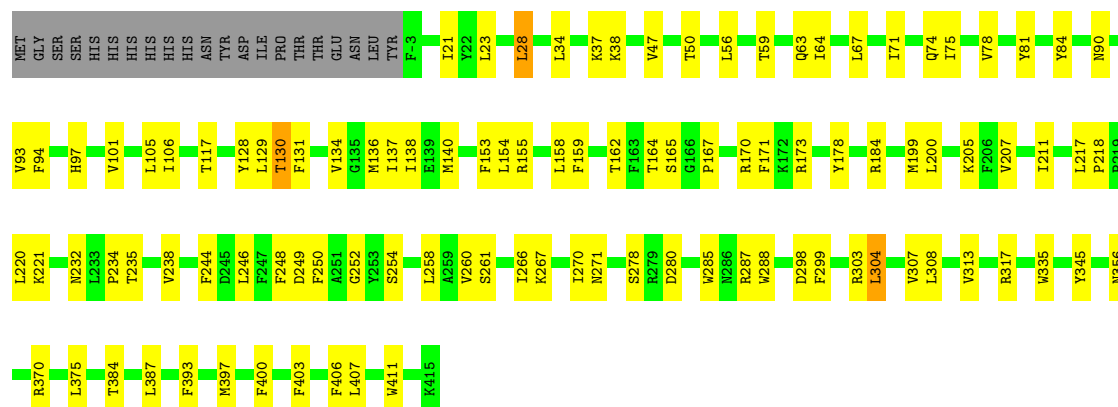 MET GLY SER SER HIS HIS HIS HIS HIS HIS ASN TYR ASP ILE PRO THR THR GLU ASN LEU TYR F-3 I21 Y22 L23 L28 L34 K37 K38 V47 T50 L56 T59 Q63 I64 L67 I71 Q74 I75 V78 Y81 Y84 N90
V93 F94 H97 V101 L105 I106 T117 Y128 L129 T130 F131 V134 G135 M136 I137 I138 E139 M140 F153 L154 R155 L158 F159 T162 F163 T164 S165 G166 P167 R170 F171 K172 R173 Y178 R184 M199 L200 K205 F206 V207 I211 L217 P218
L220 K221 N232 L233 P234 T235 V238 F244 D245 L246 F247 F248 D249 F250 A251 G252 Y253 S254 L258 A259 V260 S261 I266 K267 I270 N271 S278 R279 D280 W285 N286 R287 W288 D298 F299 R303 L304 V307 L308 V313 R317 W335 Y345 N356
R370 L375 T384 L387 F393 M397 F400 F403 F406 L407 W411 K415